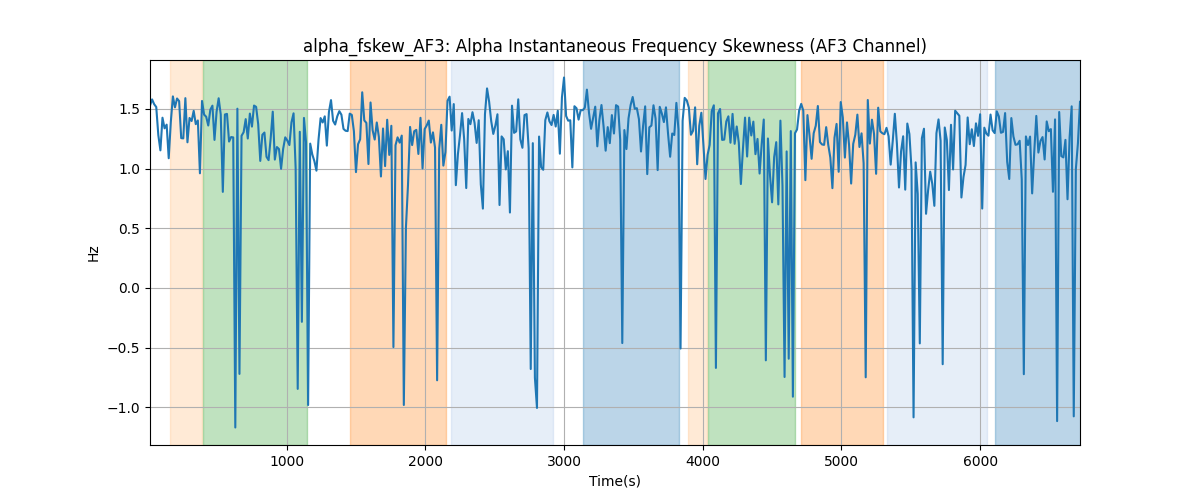 alpha_fskew_AF3: Alpha Instantaneous Frequency Skewness (AF3 Channel)
Hz
1.5
1.0
0.5
0.0
−0.5
−1.0
1000 2000 3000 4000 5000 6000
Time(s)